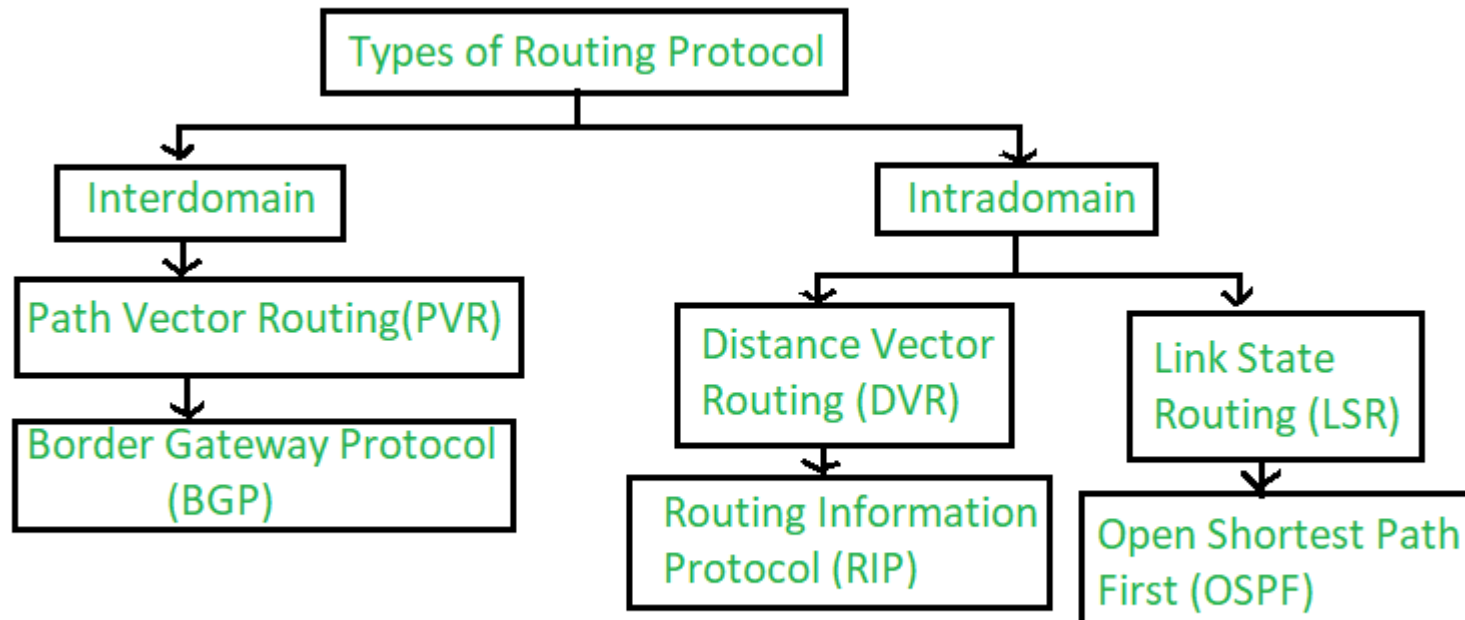 Types of Routing Protocol
Interdomain
Intradomain
Path Vector Routing(PVR)
Distance Vector
Routing (DVR)
Link State
Routing (LSR)
Border Gateway Protocol
(BGP)
Routing Information
Protocol (RIP)
Open Shortest Path
First (OSPF)